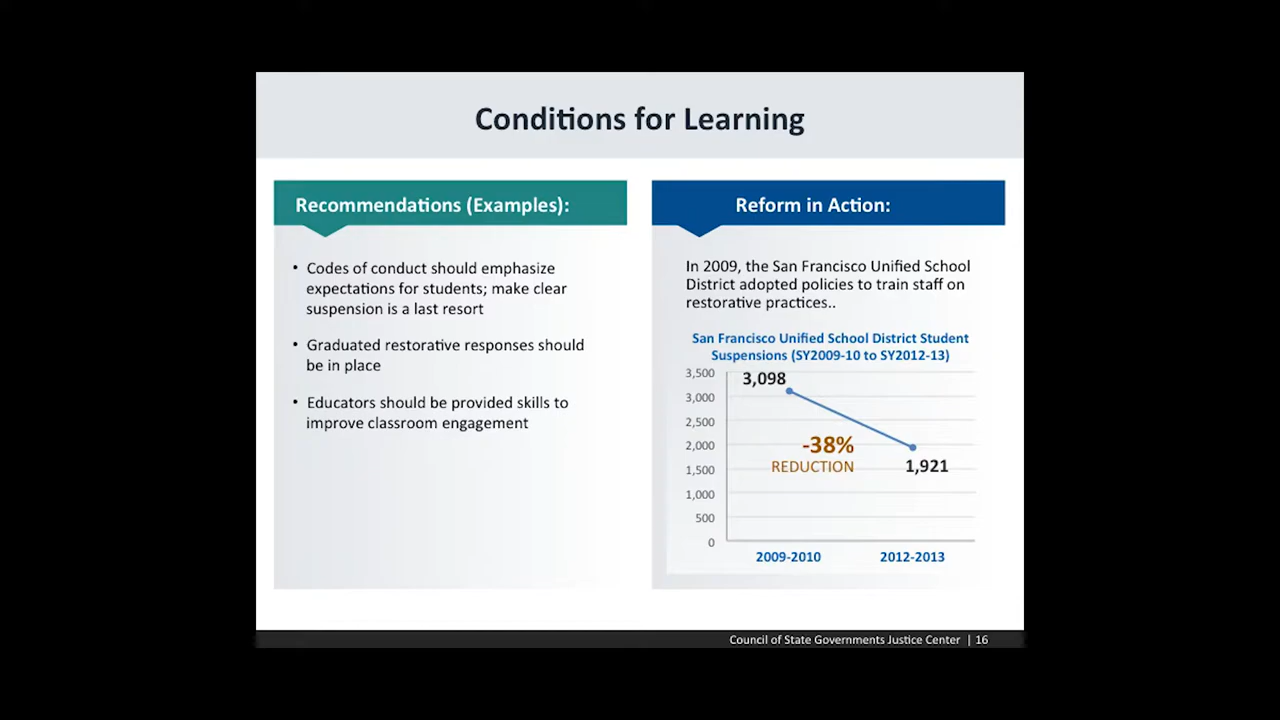 Conditions for Learning
Recommendations (Examples):
• Codes of conduct should emphasize
expectations for students; make clear
suspension is a last resort
• Graduated restorative responses should
be in place
• Educators should be provided skills to
improve classroom engagement
Reform in Action:
In 2009, the San Francisco Unified School
District adopted policies to train staff on
restorative practices..
San Francisco Unified School District Student
Suspensions (SY2009-10 to SY2012-13)
3,500
3,000
2,500
2,000
1,500
1,000
500
0
3,098
-38%
REDUCTION
1,921
2009-2010
2012-2013
Council of State Governments Justice Center | 16